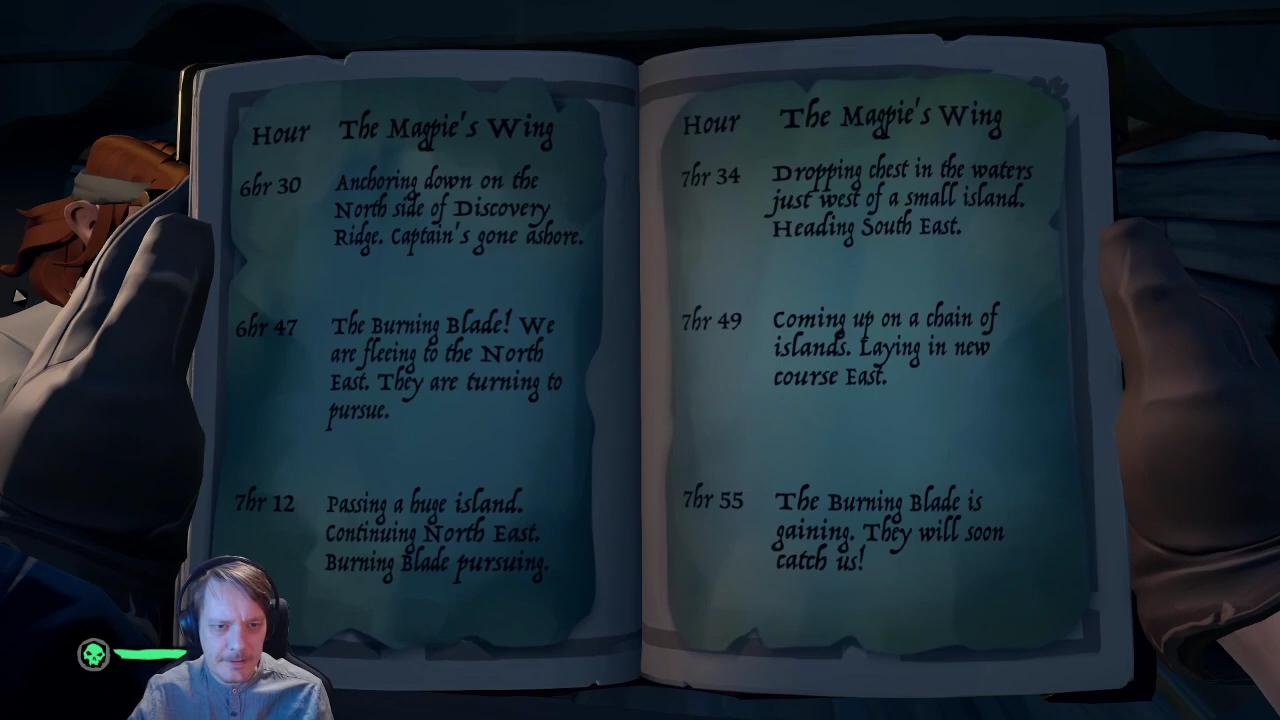 Hour The Magpie's Wing
6hr 30 Anchoring down on the
North side of Discovery
Ridge. Captain's gone ashore.
6hr 47 The Burning Blade! We
are fleeing to the North
East. They are turning to
pursue.
7hr 12 Passing a huge island.
Continuing North East.
Burning Blade pursuing.
Hour The Magpie's Wing
7hr 34 Dropping chest in the waters
just west of a small island.
Heading South East.
7hr 49 Coming up on a chain of
islands. Laying in new
course East.
7hr 55 The Burning Blade is
gaining. They will soon
catch us!